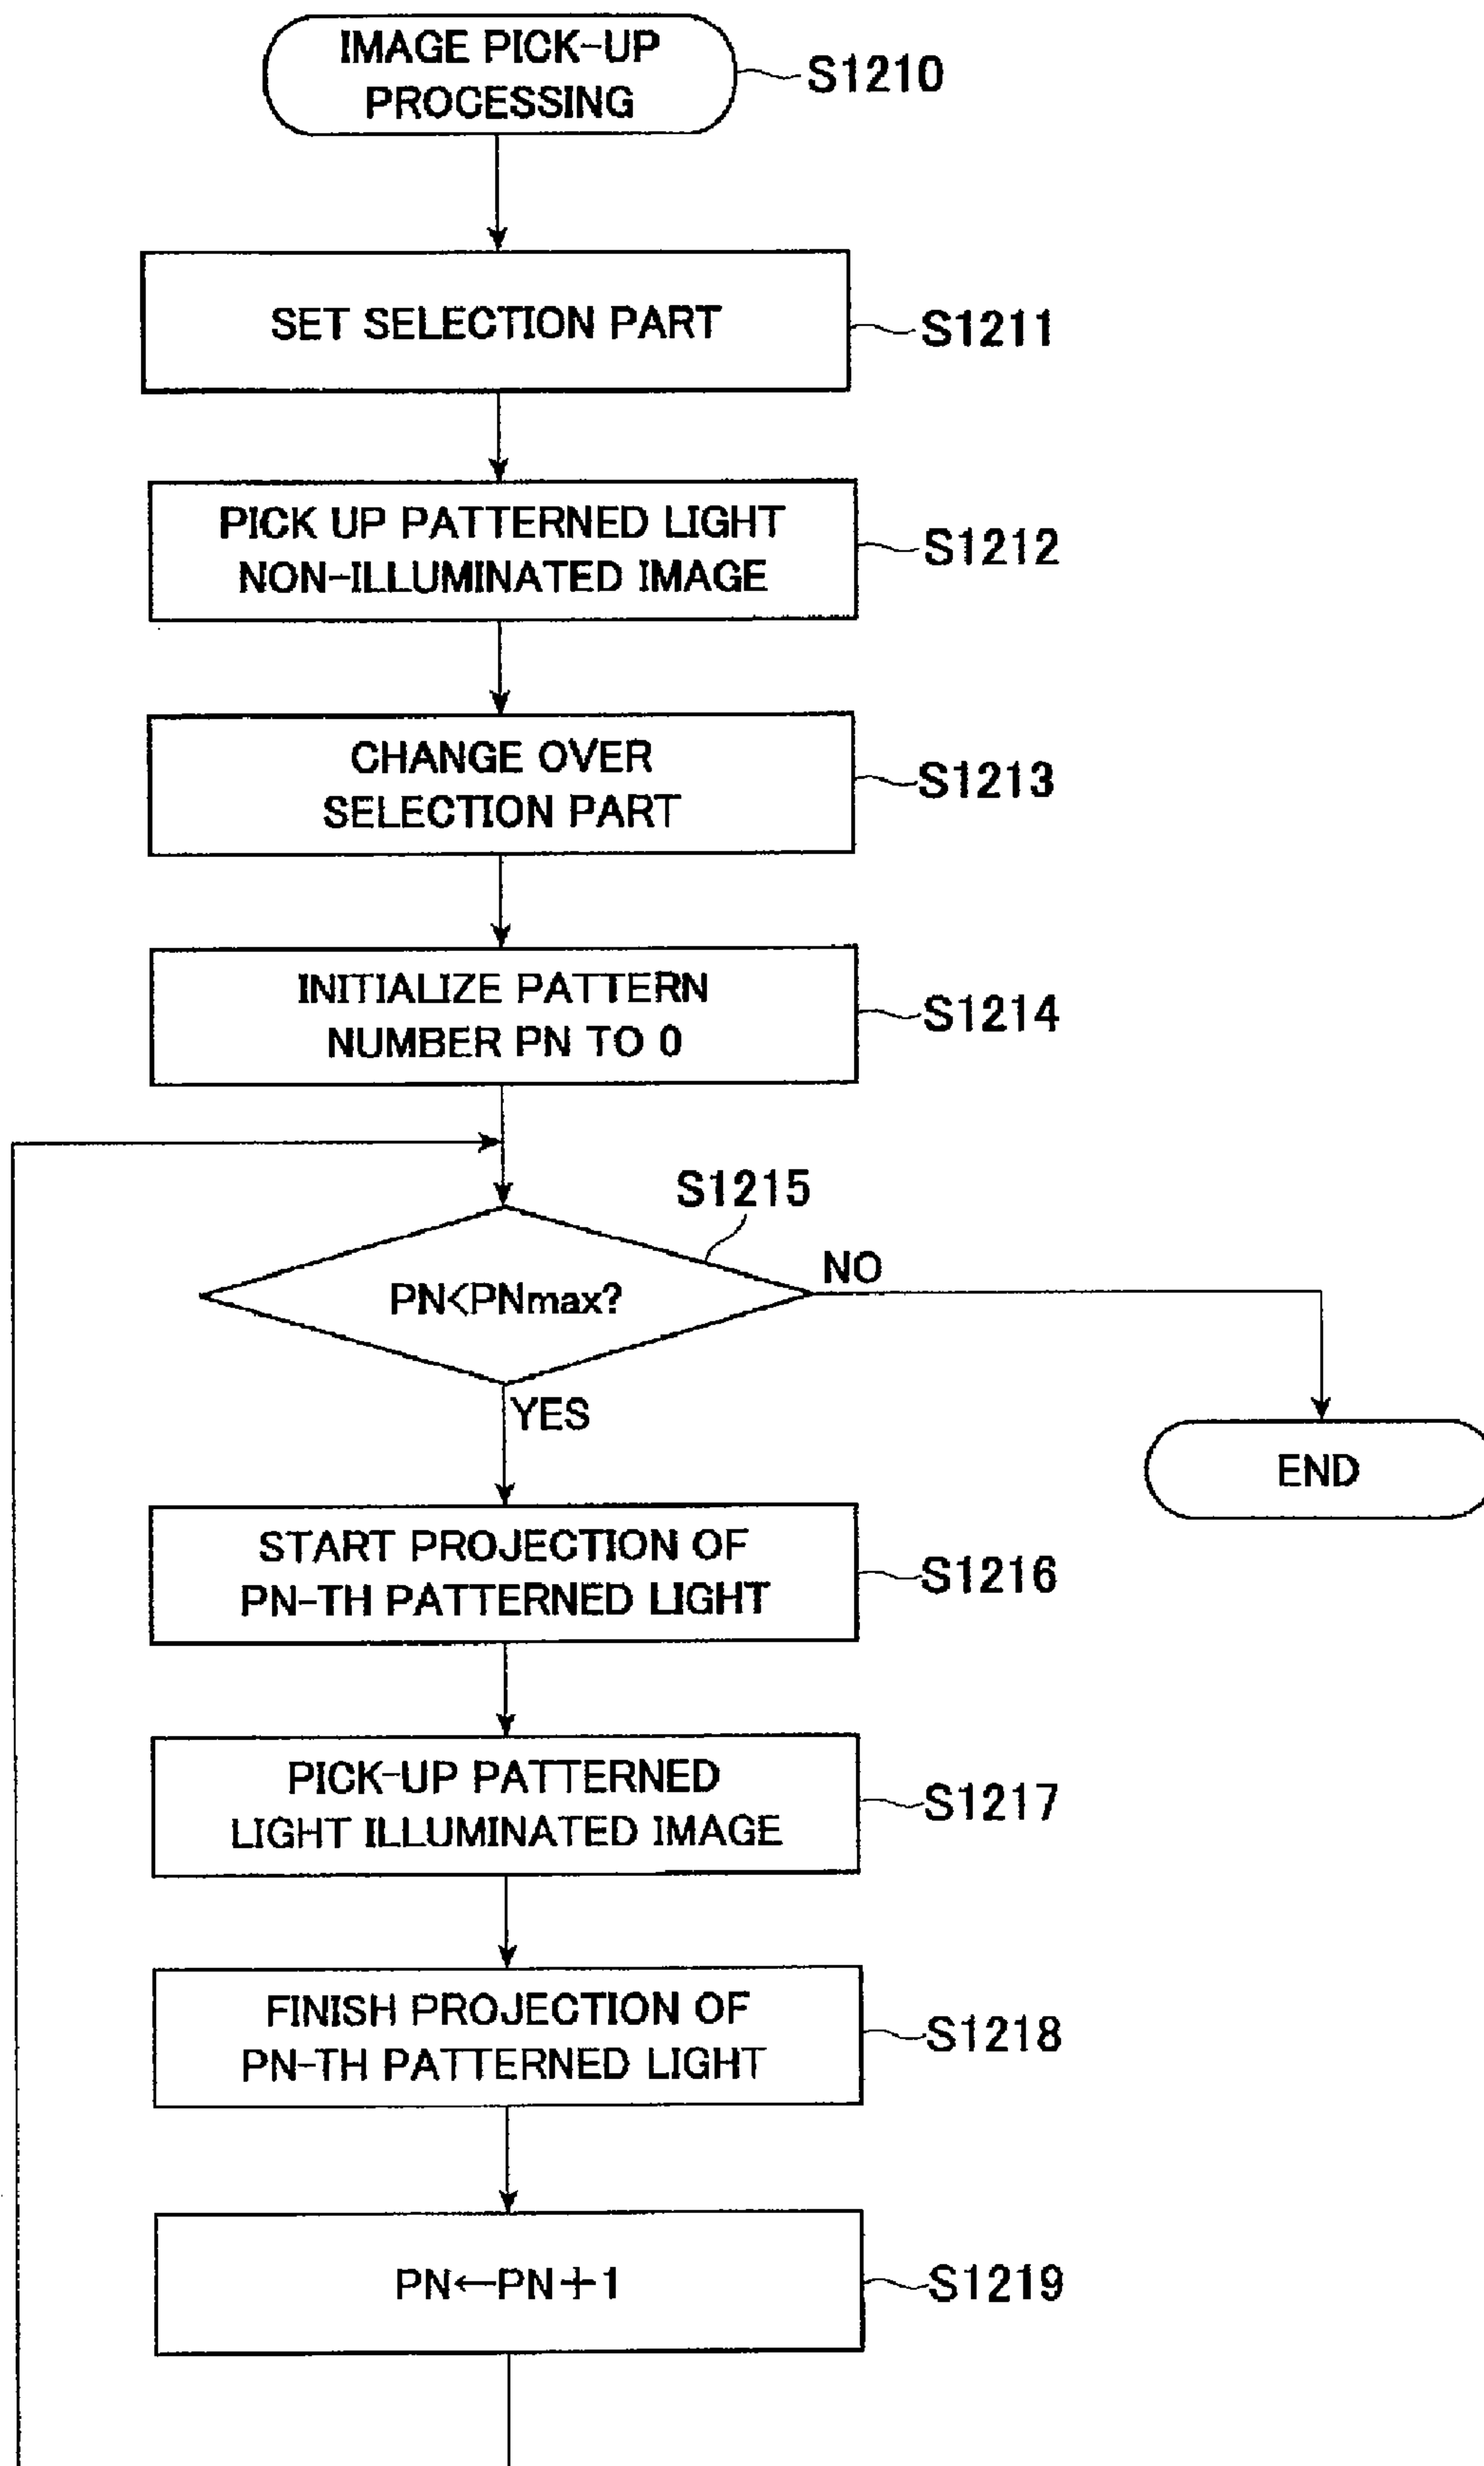 IMAGE PICK-UP
PROCESSING
S1210
SET SELECTION PART
S1211
PICK UP PATTERNED LIGHT
NON-ILLUMINATED IMAGE
S1212
CHANGE OVER
SELECTION PART
S1213
INITIALIZE PATTERN
NUMBER PN TO 0
S1214
S1215
PN<PNmax?
NO
YES
END
START PROJECTION OF
PN-TH PATTERNED LIGHT
S1216
PICK-UP PATTERNED
LIGHT ILLUMINATED IMAGE
S1217
FINISH PROJECTION OF
PN-TH PATTERNED LIGHT
S1218
PN←PN+1
S1219